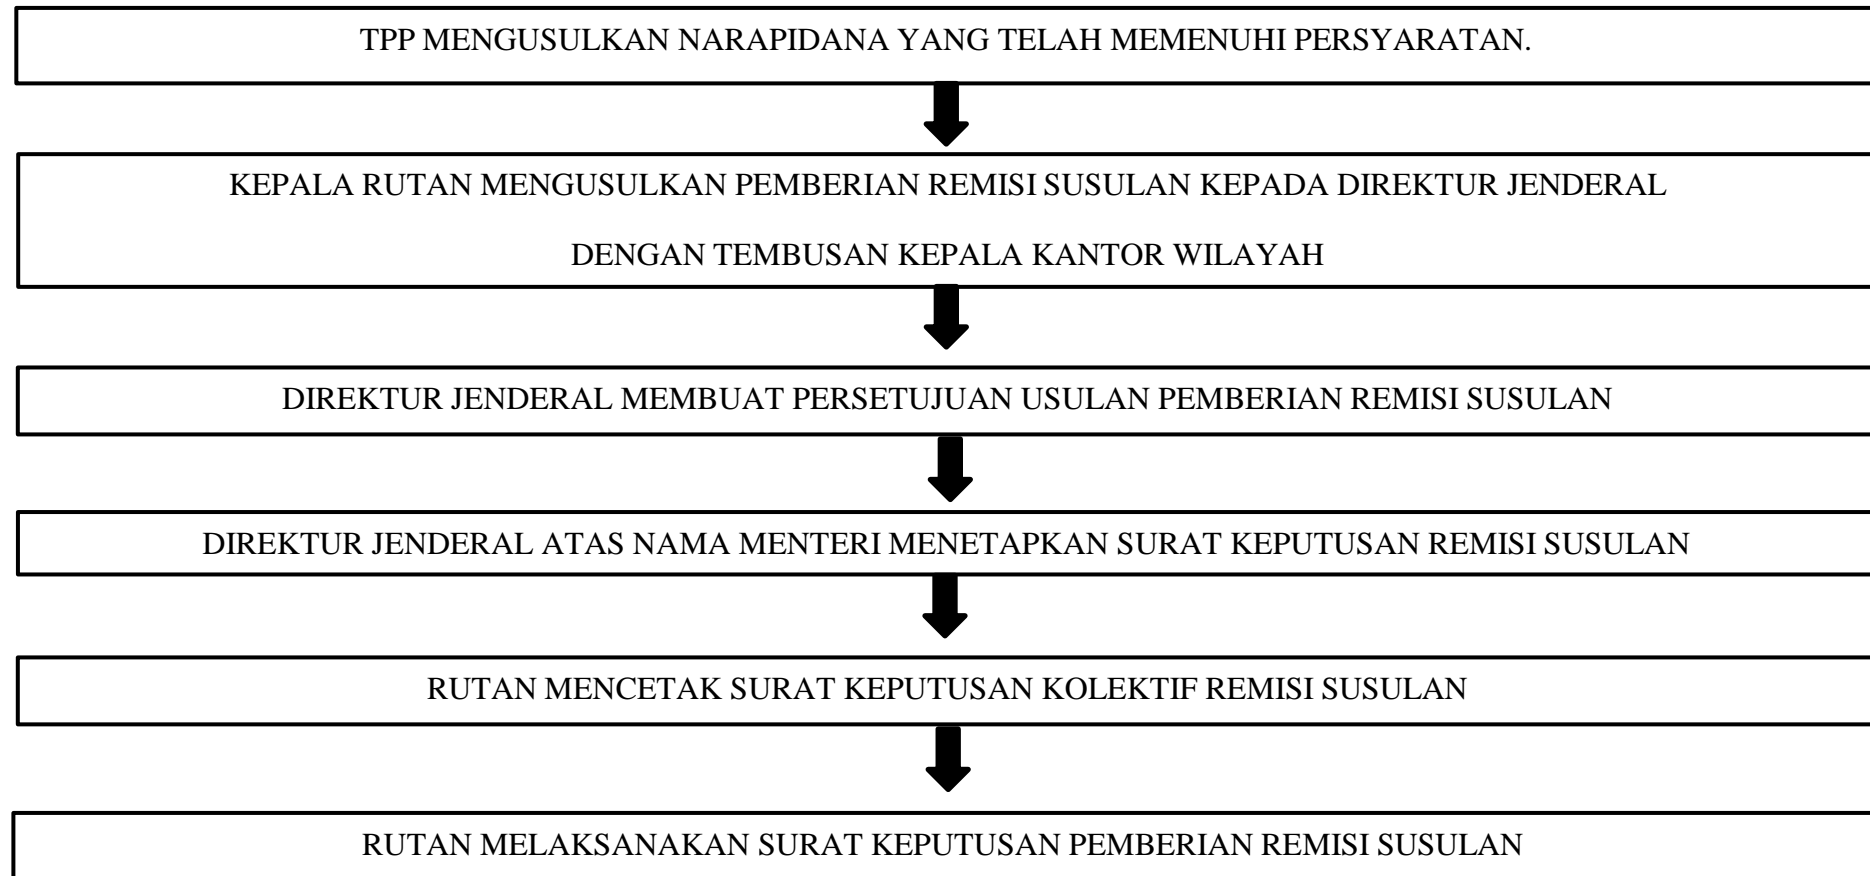 TPP MENGUSULKAN NARAPIDANA YANG TELAH MEMENUHI PERSYARATAN.
KEPALA RUTAN MENGUSULKAN PEMBERIAN REMISI SUSULAN KEPADA DIREKTUR JENDERAL
DENGAN TEMBUSAN KEPALA KANTOR WILAYAH
DIREKTUR JENDERAL MEMBUAT PERSETUJUAN USULAN PEMBERIAN REMISI SUSULAN
DIREKTUR JENDERAL ATAS NAMA MENTERI MENETAPKAN SURAT KEPUTUSAN REMISI SUSULAN
RUTAN MENCETAK SURAT KEPUTUSAN KOLEKTIF REMISI SUSULAN
RUTAN MELAKSANAKAN SURAT KEPUTUSAN PEMBERIAN REMISI SUSULAN